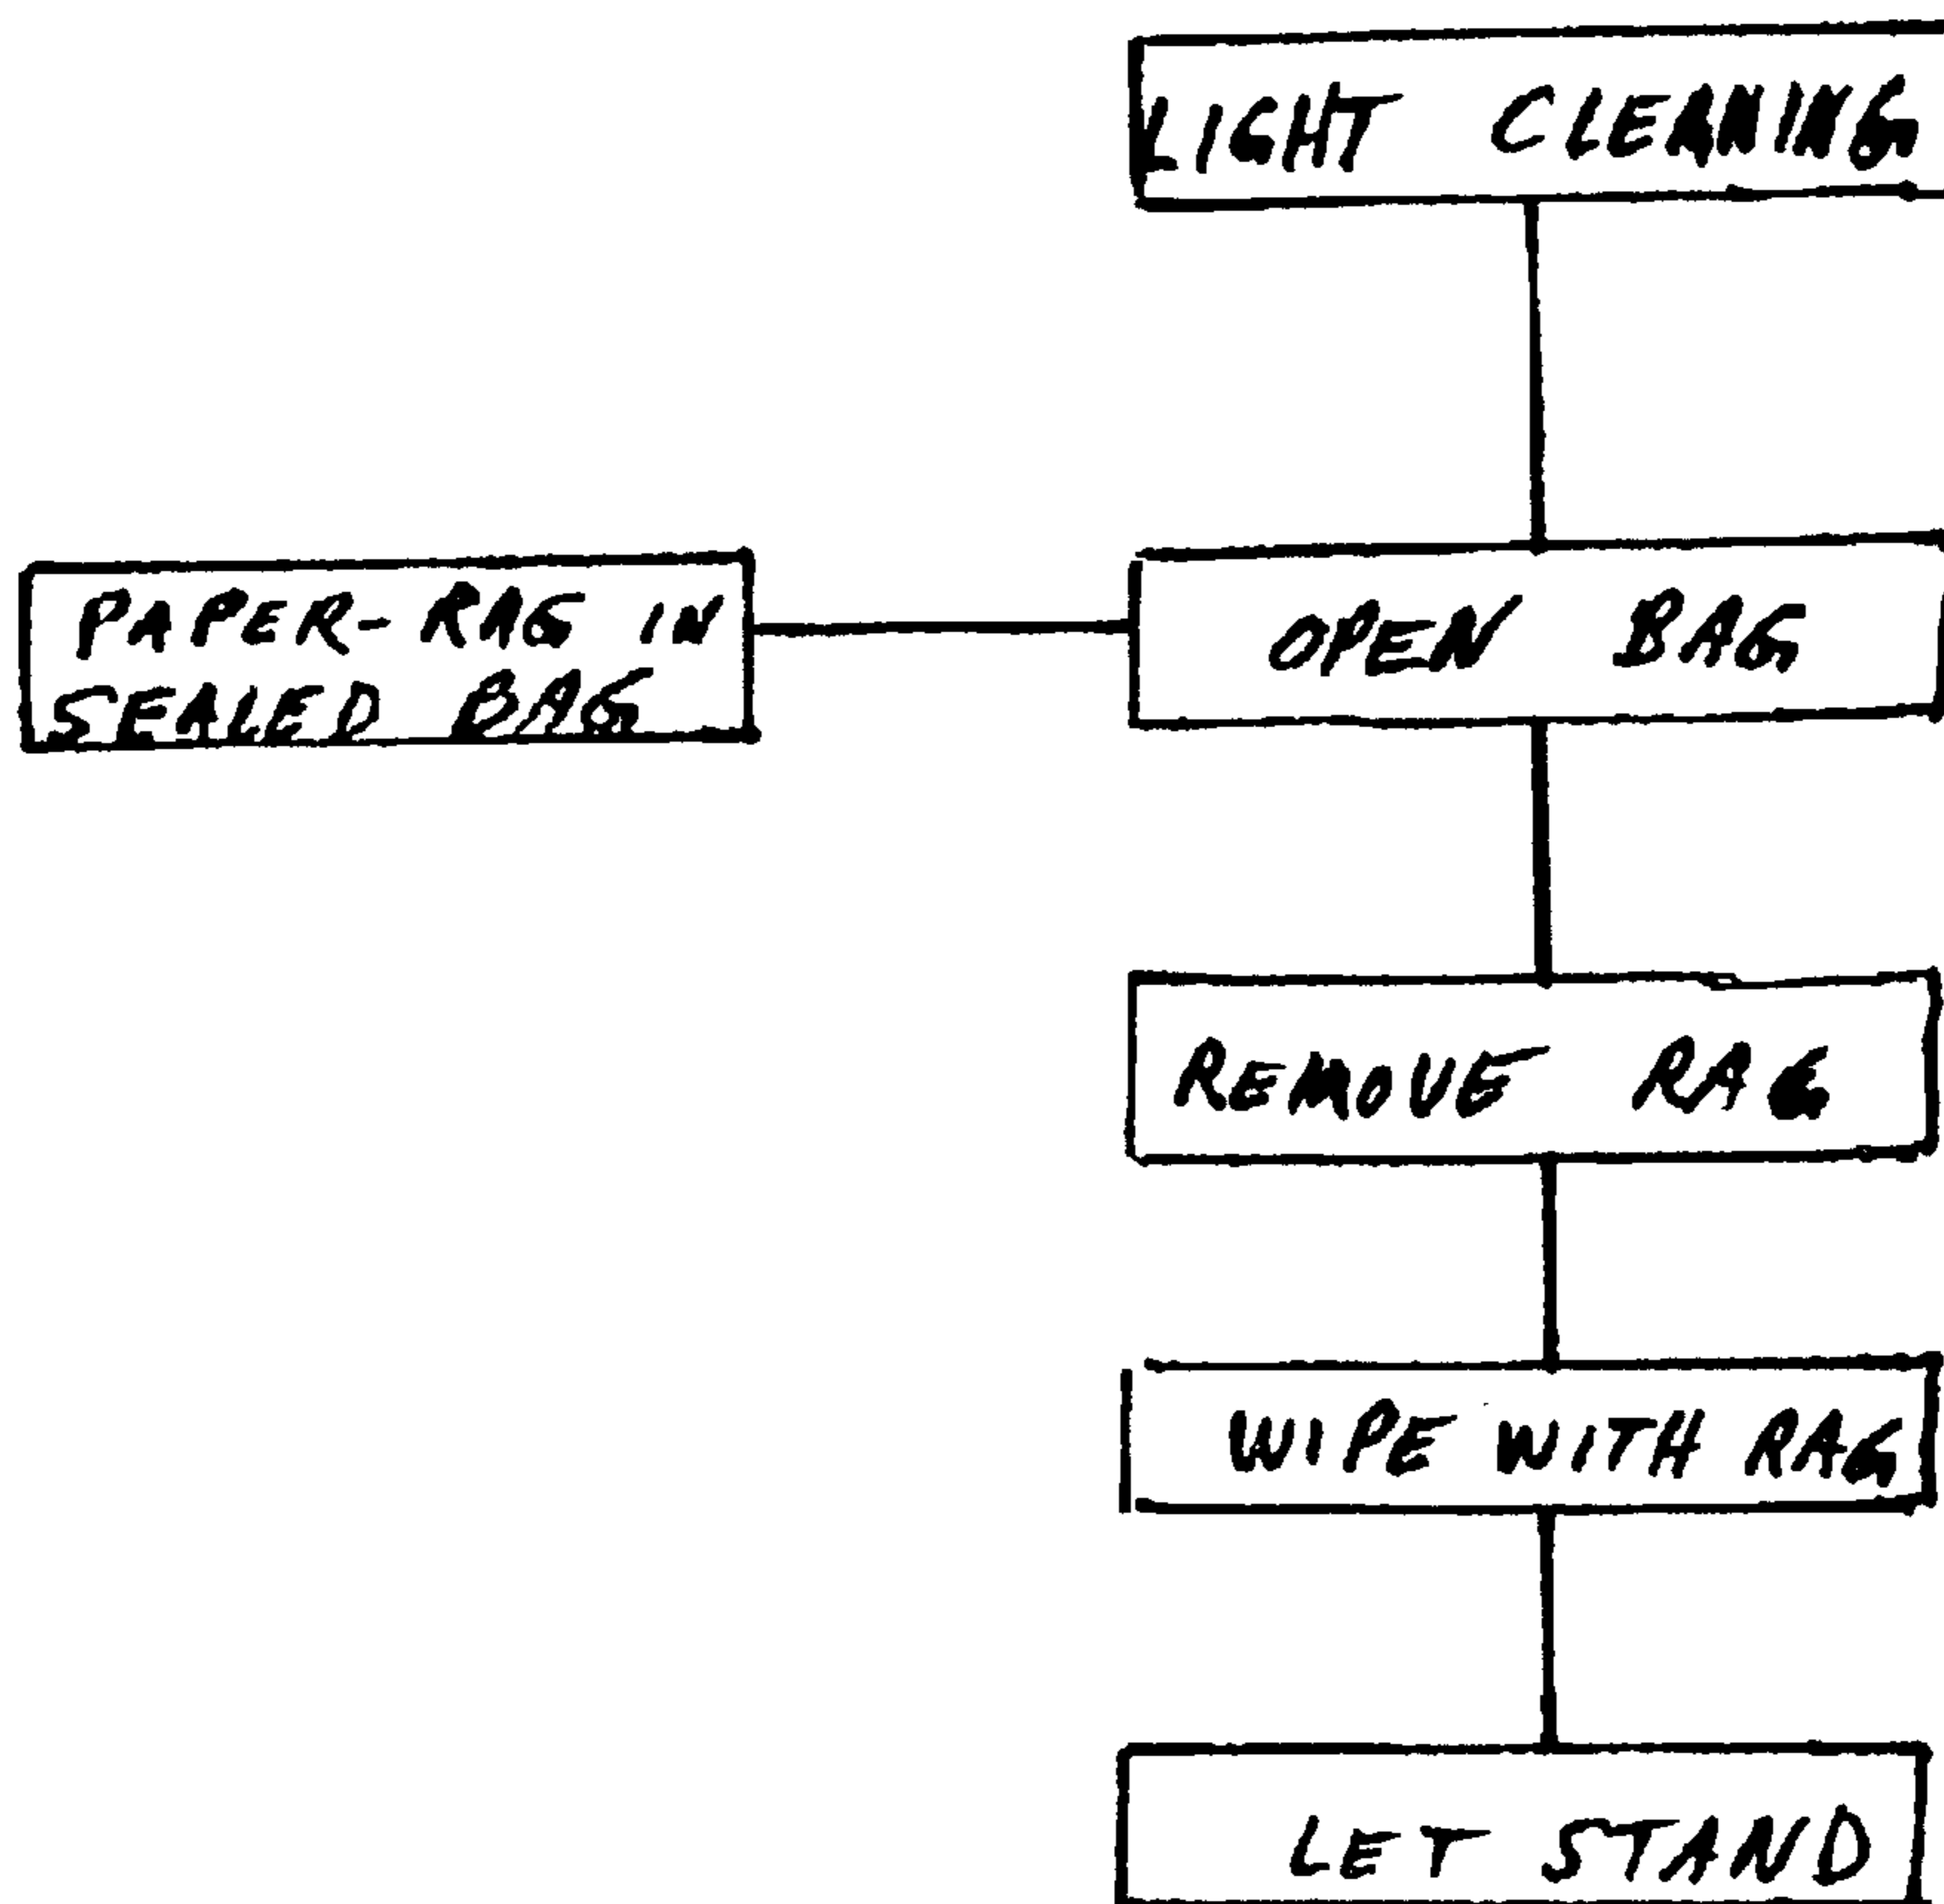 LIGHT CLEANING
PAPER-RAG IN
SEALED BAG
OPEN BAG
REMOVE RAG
WIPE WITH RAG
LET STAND